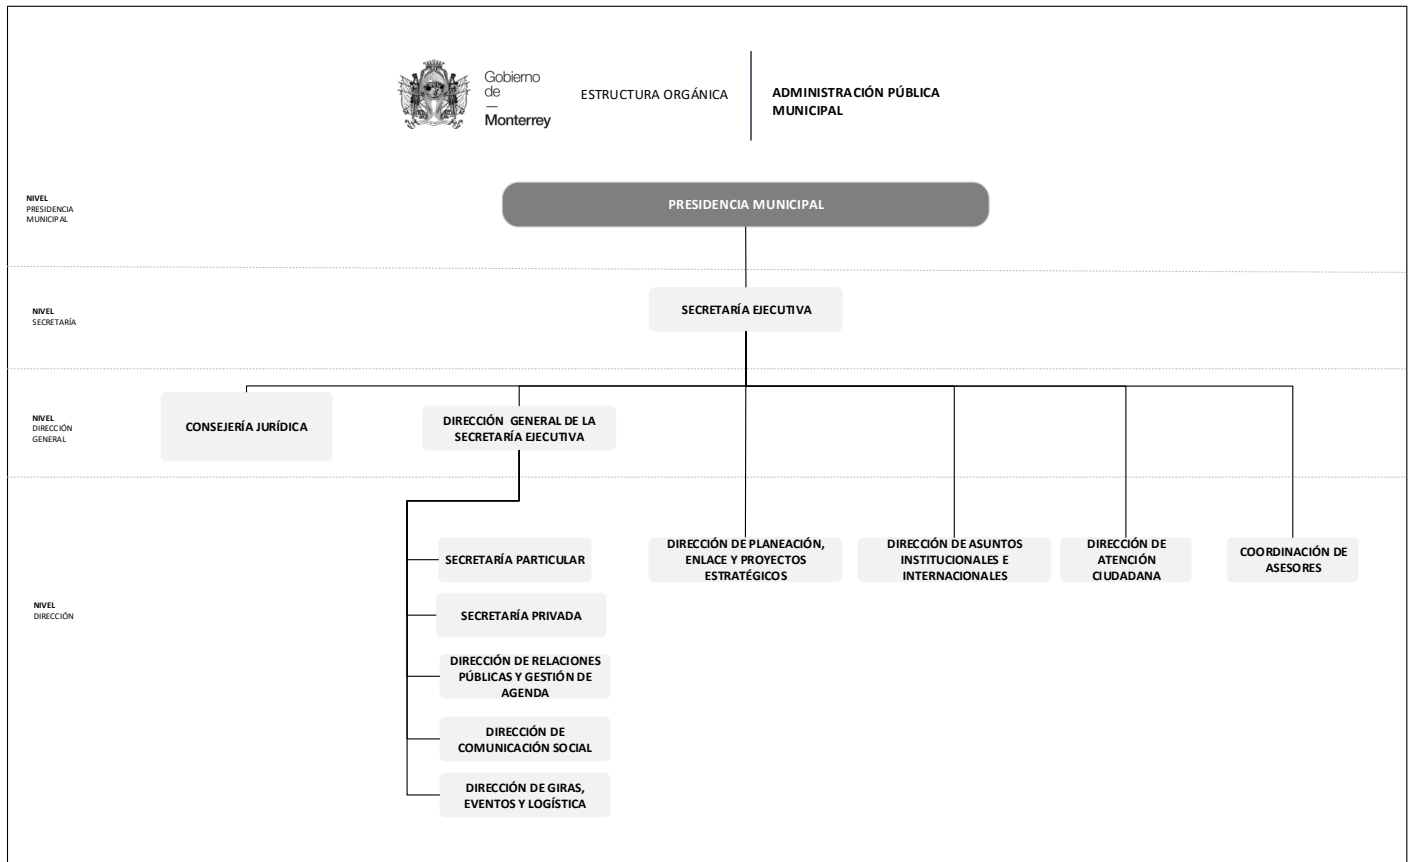 Gobierno
de
—
Monterrey
ESTRUCTURA ORGÁNICA
ADMINISTRACIÓN PÚBLICA
MUNICIPAL
NIVEL
PRESIDENCIA
MUNICIPAL
PRESIDENCIA MUNICIPAL
NIVEL
SECRETARÍA
SECRETARÍA EJECUTIVA
NIVEL
DIRECCIÓN
GENERAL
CONSEJERÍA JURÍDICA
DIRECCIÓN GENERAL DE LA
SECRETARÍA EJECUTIVA
NIVEL
DIRECCIÓN
SECRETARÍA PARTICULAR
SECRETARÍA PRIVADA
DIRECCIÓN DE RELACIONES
PÚBLICAS Y GESTIÓN DE
AGENDA
DIRECCIÓN DE
COMUNICACIÓN SOCIAL
DIRECCIÓN DE GIRAS,
EVENTOS Y LOGÍSTICA
DIRECCIÓN DE PLANEACIÓN,
ENLACE Y PROYECTOS
ESTRATÉGICOS
DIRECCIÓN DE ASUNTOS
INSTITUCIONALES E
INTERNACIONALES
DIRECCIÓN DE
ATENCIÓN
CIUDADANA
COORDINACIÓN DE
ASESORES